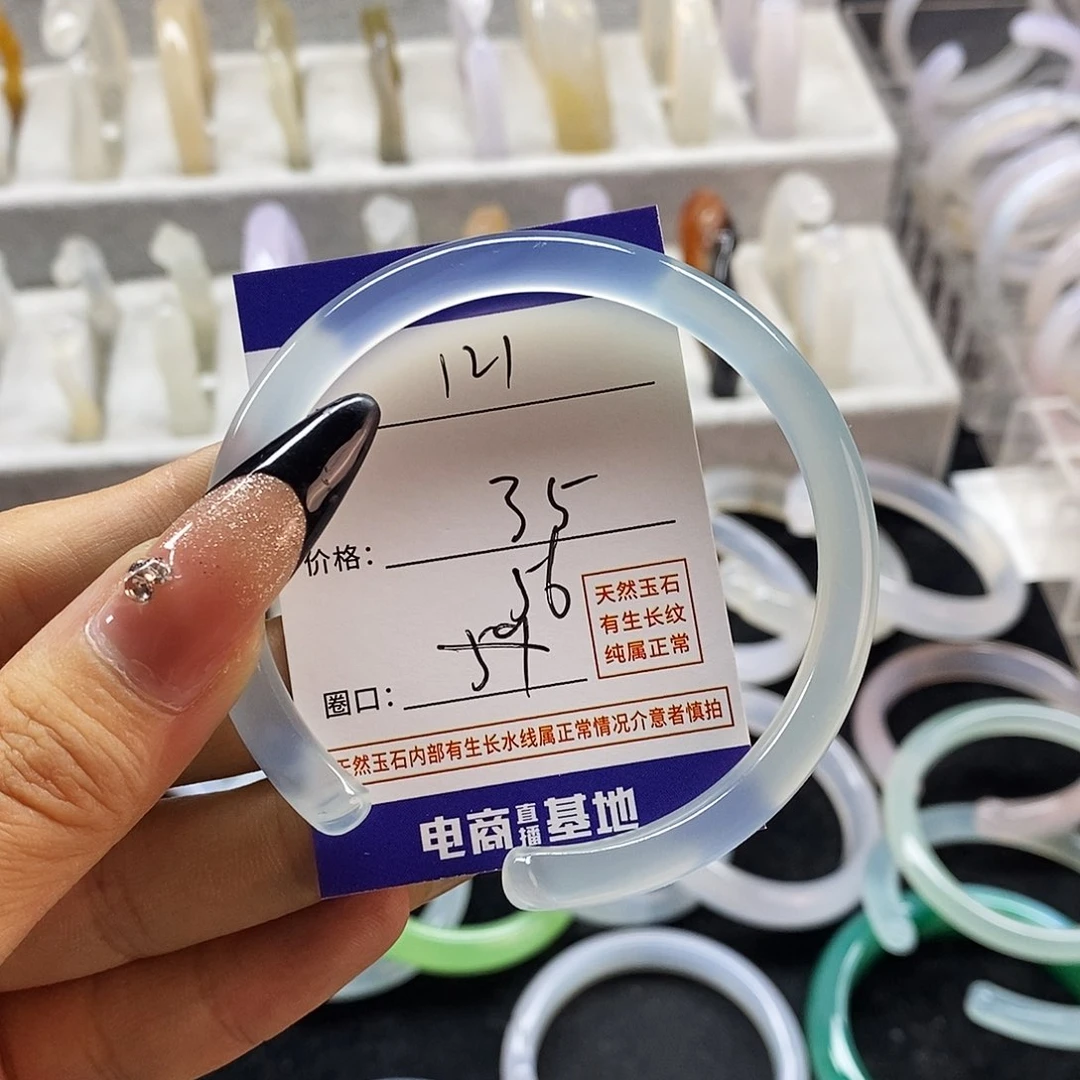 121
价格: 35
56
天然玉石
有生长纹
纯属正常
圈口:
天然玉石内部有生长水线属正常情况介意者慎拍
电商直播基地